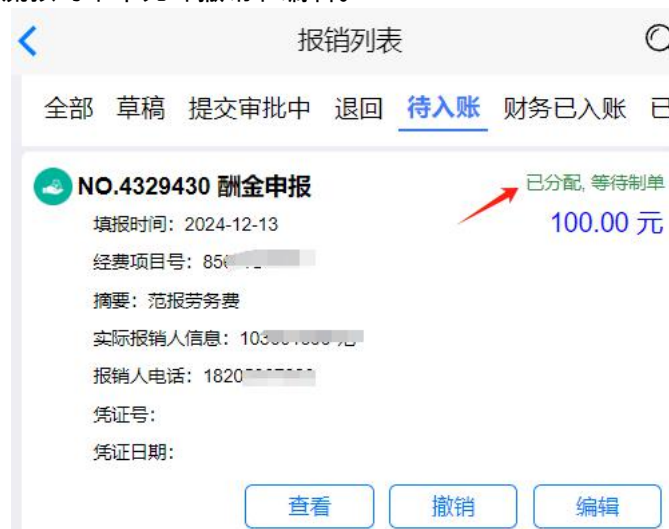 报销列表
全部 草稿 提交审批中 退回 待入账 财务已入账 已
NO.4329430 酬金申报
已分配, 等待制单
填报时间: 2024-12-13
100.00 元
经费项目号: 85
摘要: 范报劳务费
实际报销人信息: 103
报销人电话: 1820
凭证号:
凭证日期:
查看 撤销 编辑